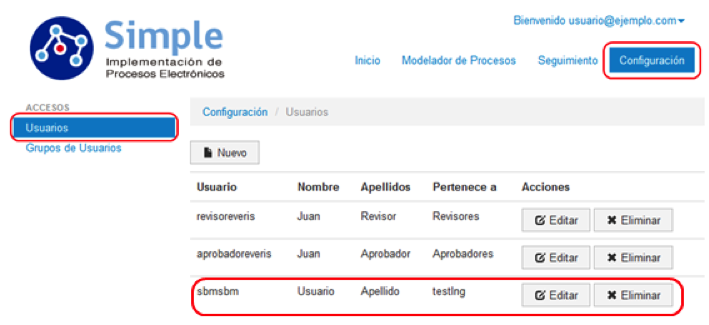 Bienvenido usuario@ejemplo.com
Simple
Implementación de
Procesos Electrónicos
Inicio Modelador de Procesos Seguimiento Configuración
ACCESOS
Usuarios
Grupos de Usuarios
Configuración / Usuarios
Nuevo
Usuario Nombre Apellidos Pertenece a Acciones
revisoreveris Juan Revisor Revisores Editar Eliminar
aprobadoreveris Juan Aprobador Aprobadores Editar Eliminar
sbmsbm Usuario Apellido testIng Editar Eliminar